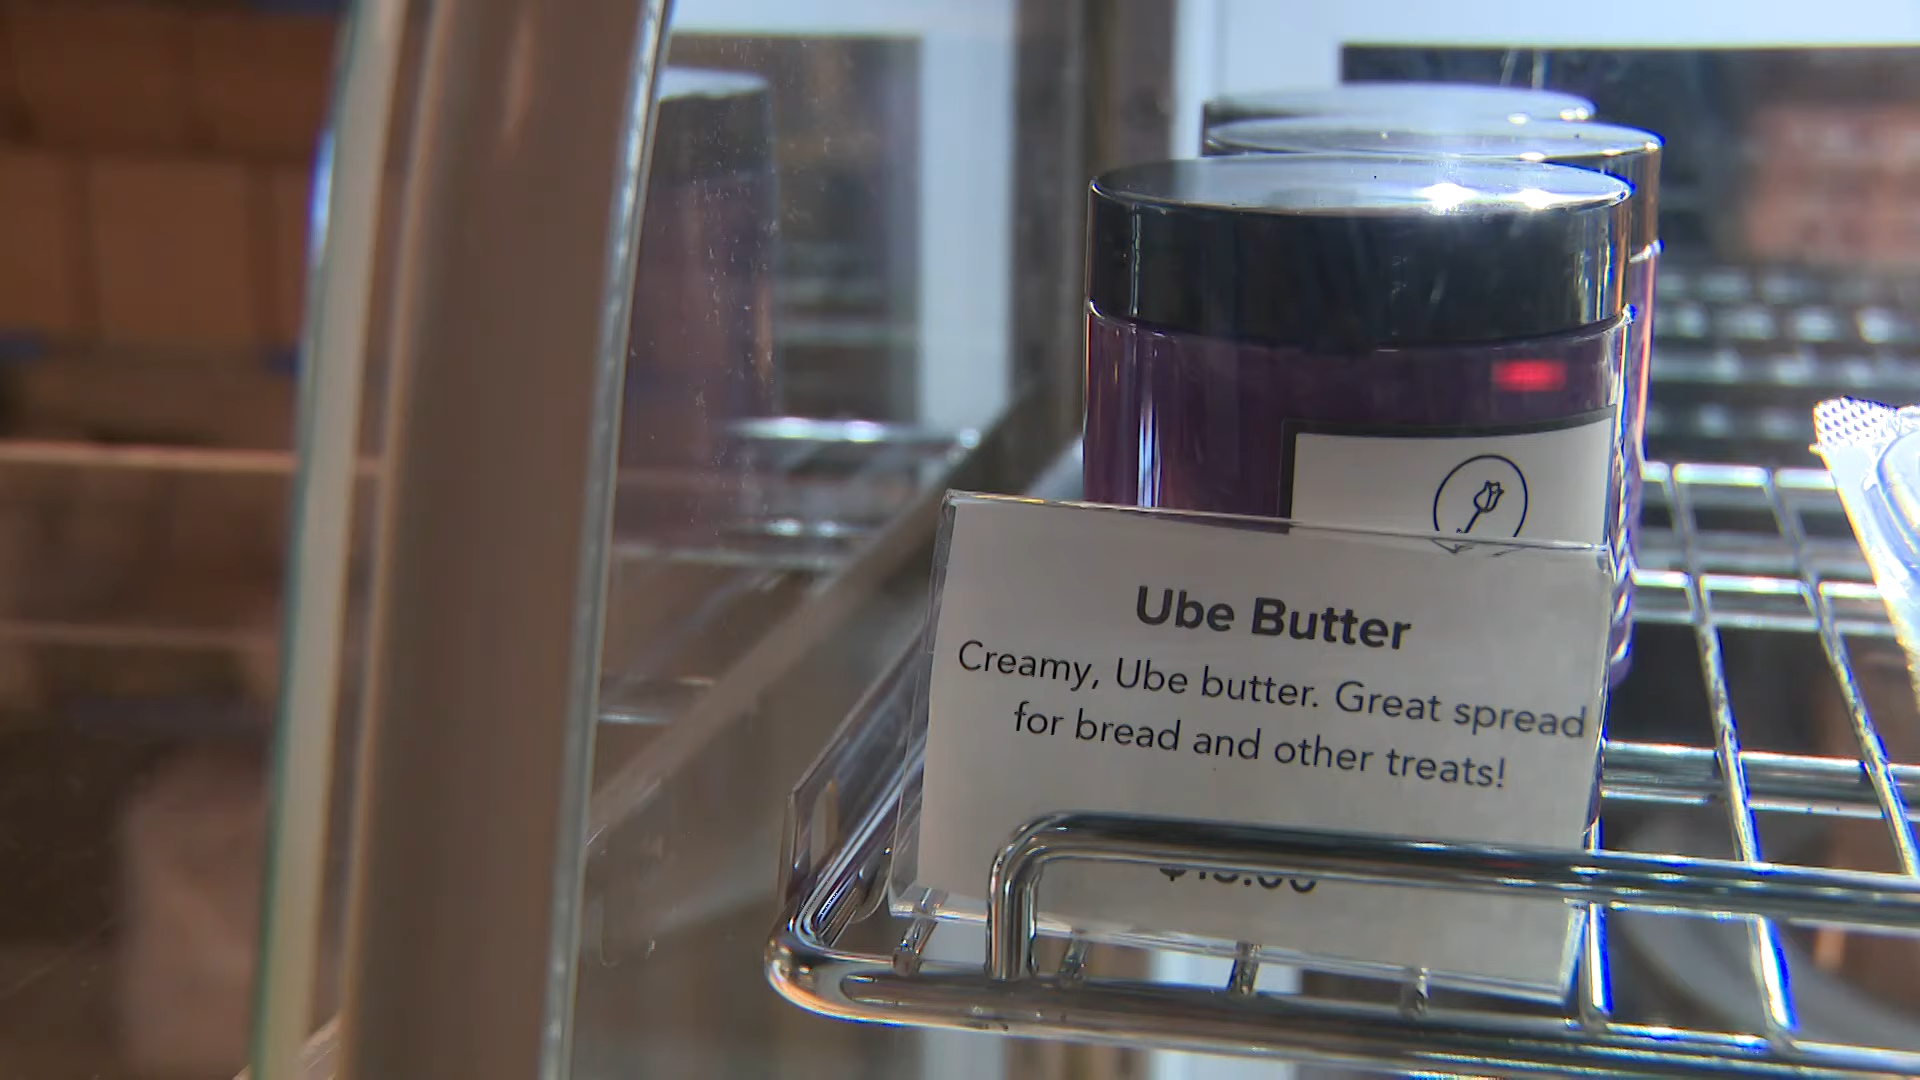 Ube Butter
Creamy, Ube butter. Great spread
for bread and other treats!